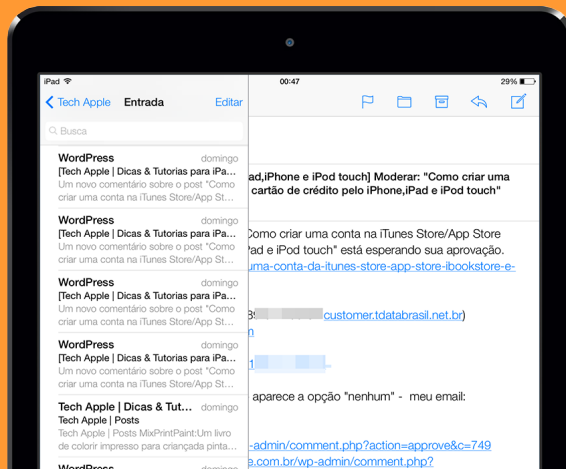 iPad
00:47
29%
Tech Apple
Entrada
Editar
Busca
WordPress domingo
[Tech Apple | Dicas & Tutorias para iPa...
Um novo comentário sobre o post "Como
criar uma conta na iTunes Store/App St...
WordPress domingo
[Tech Apple | Dicas & Tutorias para iPa...
Um novo comentário sobre o post "Como
criar uma conta na iTunes Store/App St...
WordPress domingo
[Tech Apple | Dicas & Tutorias para iPa...
Um novo comentário sobre o post "Como
criar uma conta na iTunes Store/App St...
WordPress domingo
[Tech Apple | Dicas & Tutorias para iPa...
Um novo comentário sobre o post "Como
criar uma conta na iTunes Store/App St...
Tech Apple | Dicas & Tut... domingo
Tech Apple | Posts
Tech Apple | Posts MixPrintPaint:Um livro
de colorir impresso para criançada pinta...
WordPress domingo
ad,iPhone e iPod touch] Moderar: "Como criar uma
cartão de crédito pelo iPhone,iPad e iPod touch"
Como criar uma conta na iTunes Store/App Store
Pad e iPod touch" está esperando sua aprovação.
uma-conta-da-itunes-store-app-store-ibookstore-e-
customer.tdatabrasil.net.br)
aparece a opção "nenhum" - meu email:
-admin/comment.php?action=approve&c=749
e.com.br/wp-admin/comment.php?